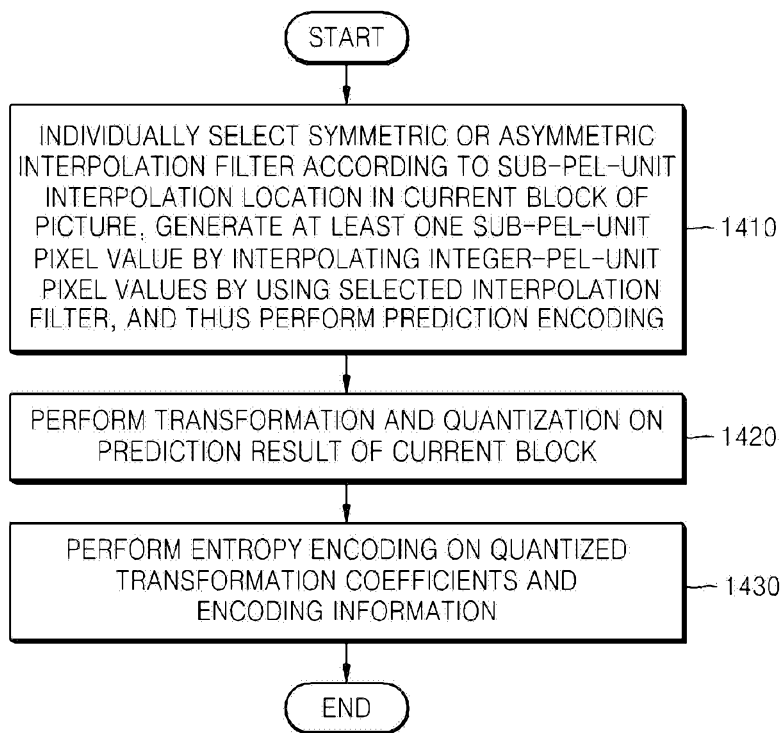 START
INDIVIDUALLY SELECT SYMMETRIC OR ASYMMETRIC
INTERPOLATION FILTER ACCORDING TO SUB-PEL-UNIT
INTERPOLATION LOCATION IN CURRENT BLOCK OF
PICTURE, GENERATE AT LEAST ONE SUB-PEL-UNIT
PIXEL VALUE BY INTERPOLATING INTEGER-PEL-UNIT
PIXEL VALUES BY USING SELECTED INTERPOLATION
FILTER, AND THUS PERFORM PREDICTION ENCODING
1410
PERFORM TRANSFORMATION AND QUANTIZATION ON
PREDICTION RESULT OF CURRENT BLOCK
1420
PERFORM ENTROPY ENCODING ON QUANTIZED
TRANSFORMATION COEFFICIENTS AND
ENCODING INFORMATION
1430
END